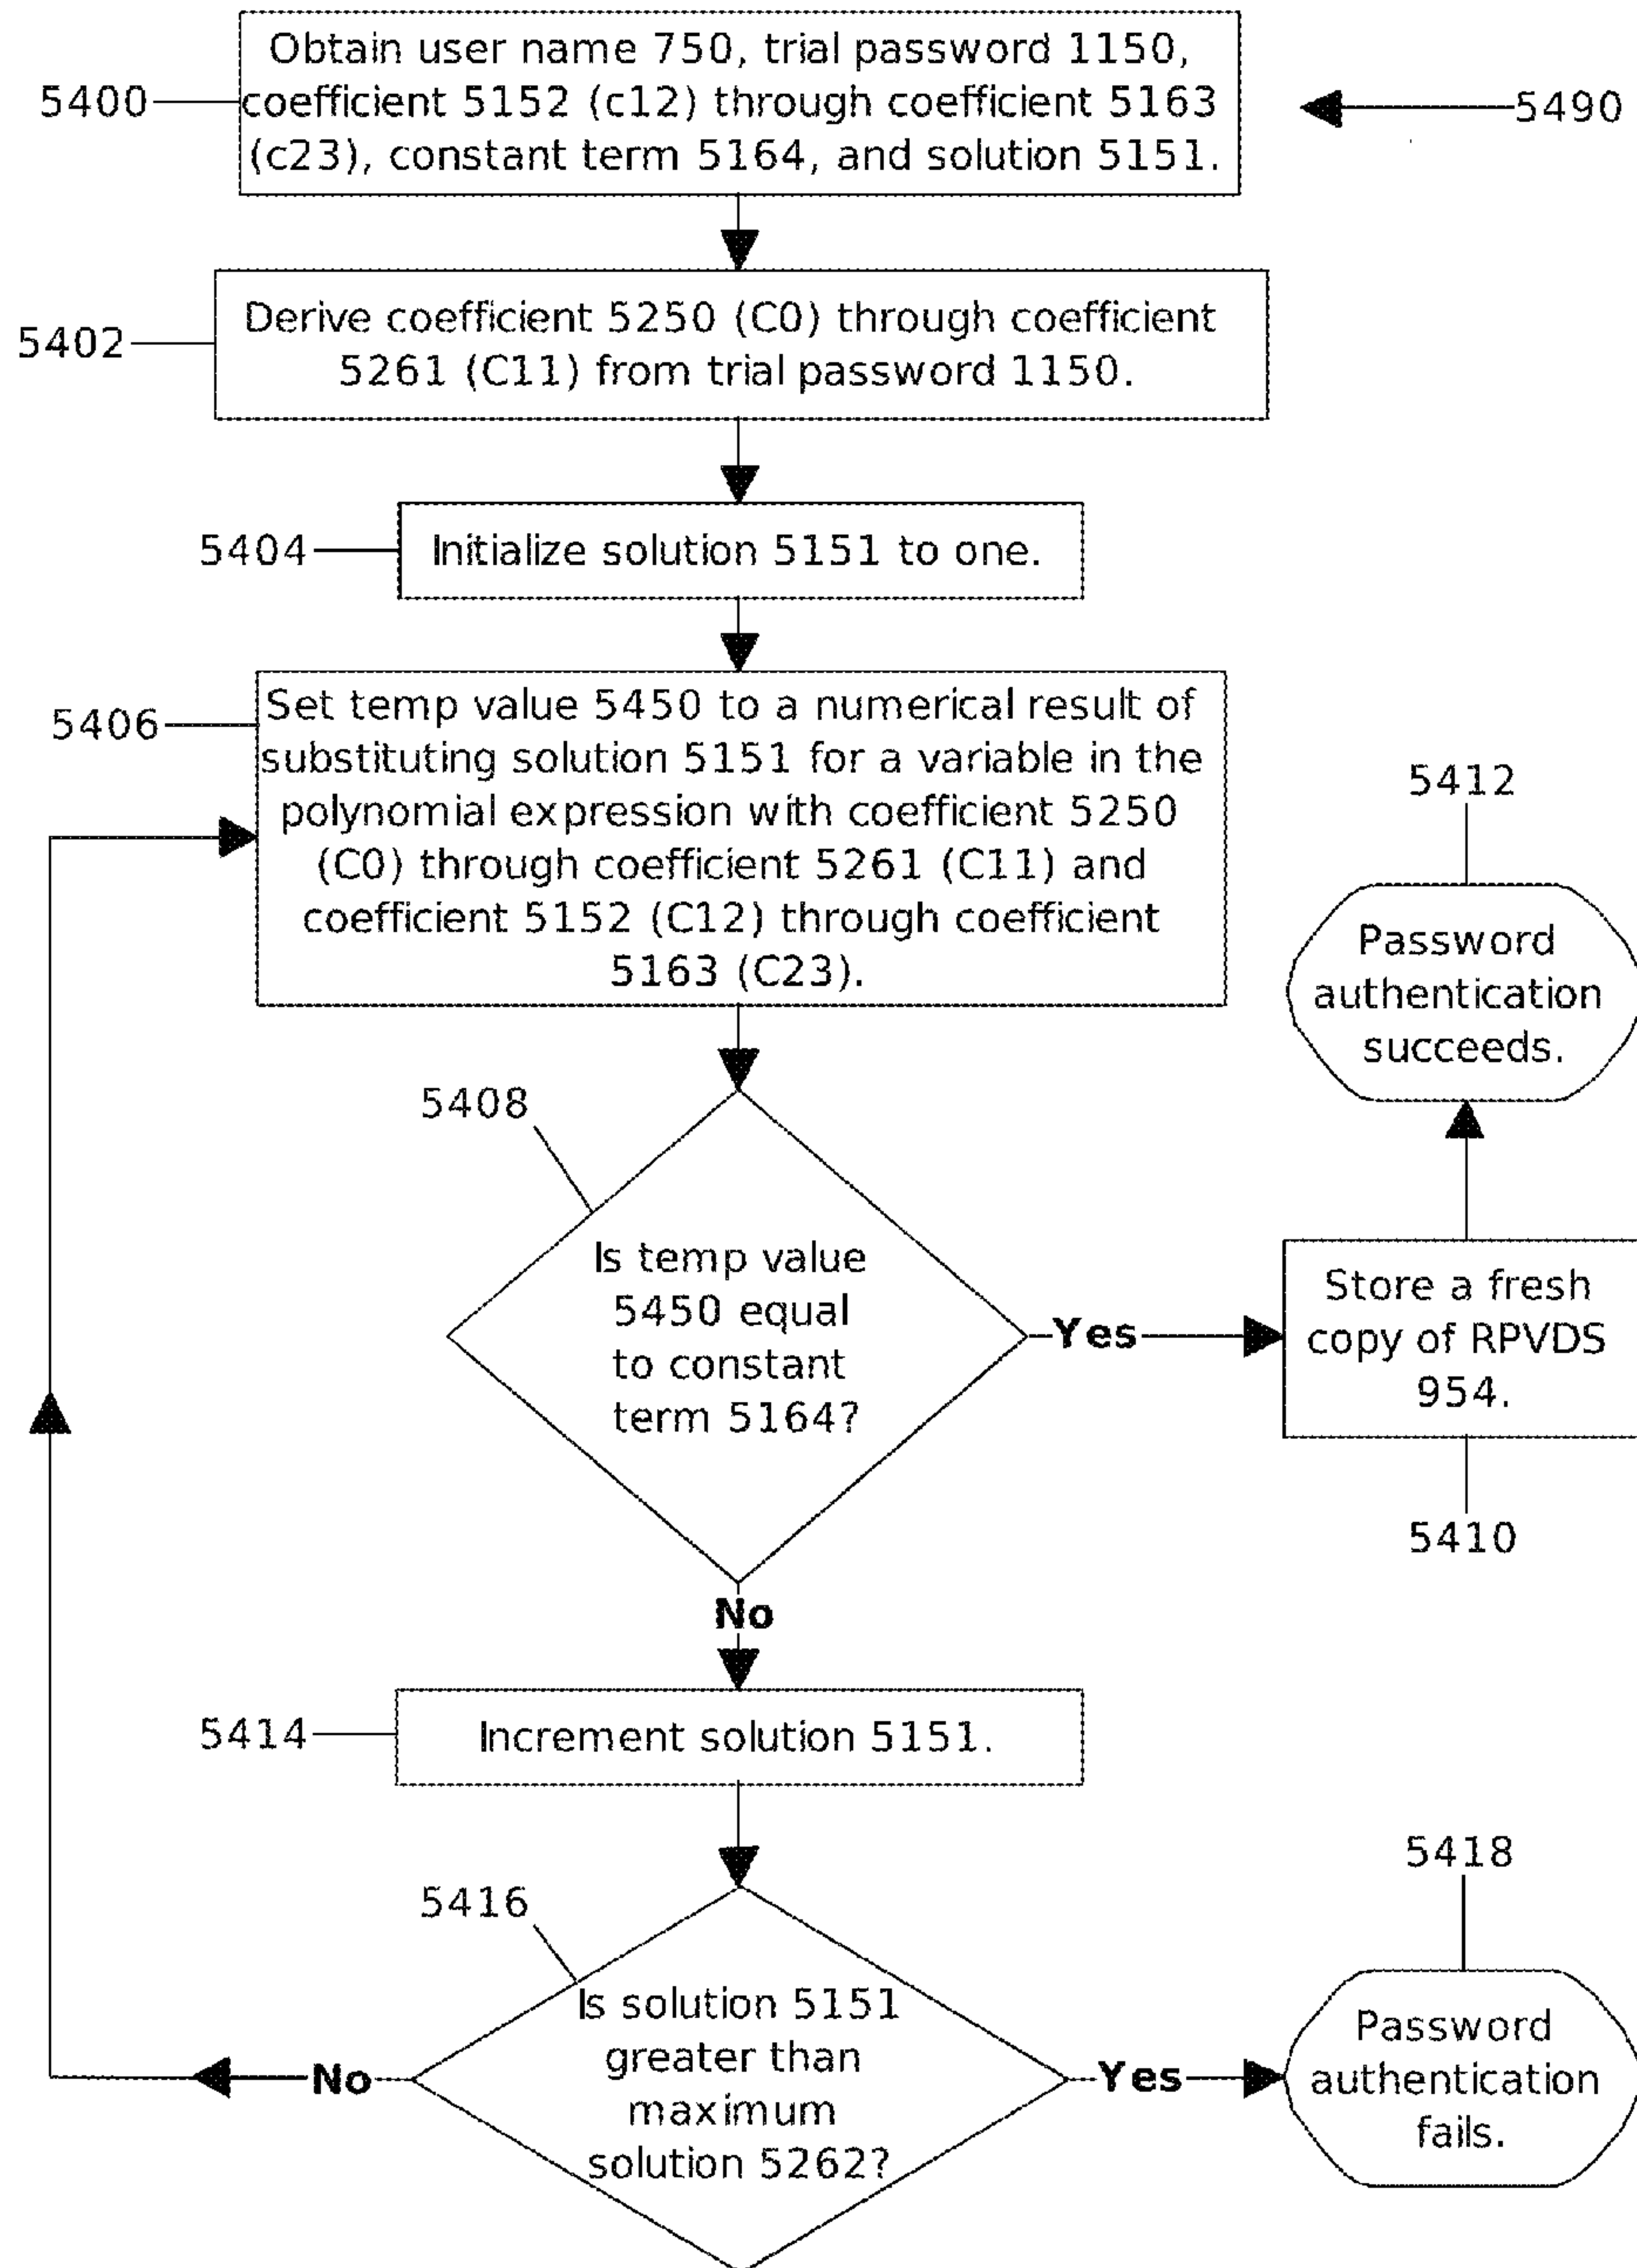 Obtain user name 750, trial password 1150,
coefficient 5152 (c12) through coefficient 5163
(c23), constant term 5164, and solution 5151.
5400
5490
Derive coefficient 5250 (C0) through coefficient
5261 (C11) from trial password 1150.
5402
5404
Initialize solution 5151 to one.
5406
Set temp value 5450 to a numerical result of
substituting solution 5151 for a variable in the
polynomial expression with coefficient 5250
(C0) through coefficient 5261 (C11) and
coefficient 5152 (C12) through coefficient
5163 (C23).
5412
Password
authentication
succeeds.
5408
Is temp value
5450 equal
to constant
term 5164?
Yes
Store a fresh
copy of RPVDS
954.
5410
No
5414
Increment solution 5151.
5416
Is solution 5151
greater than
maximum
solution 5262?
No
Yes
5418
Password
authentication
fails.